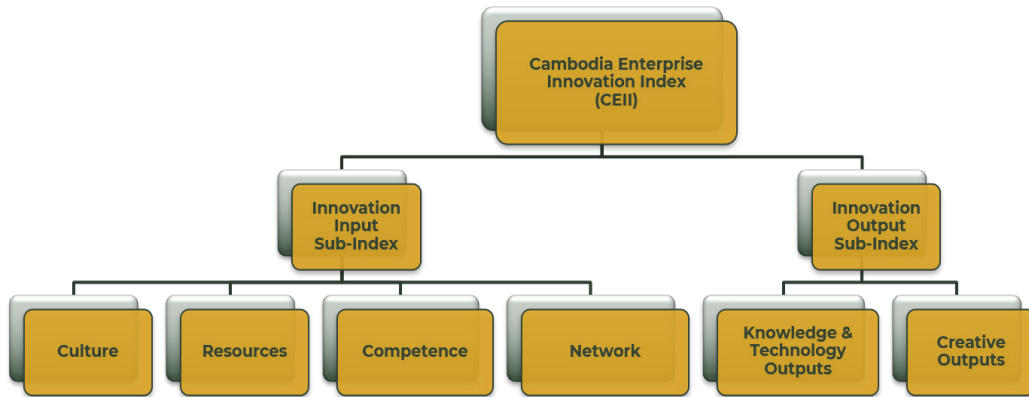 Cambodia Enterprise
Innovation Index
(CEII)
Innovation
Input
Sub-Index
Innovation
Output
Sub-Index
Culture
Resources
Competence
Network
Knowledge &
Technology
Outputs
Creative
Outputs